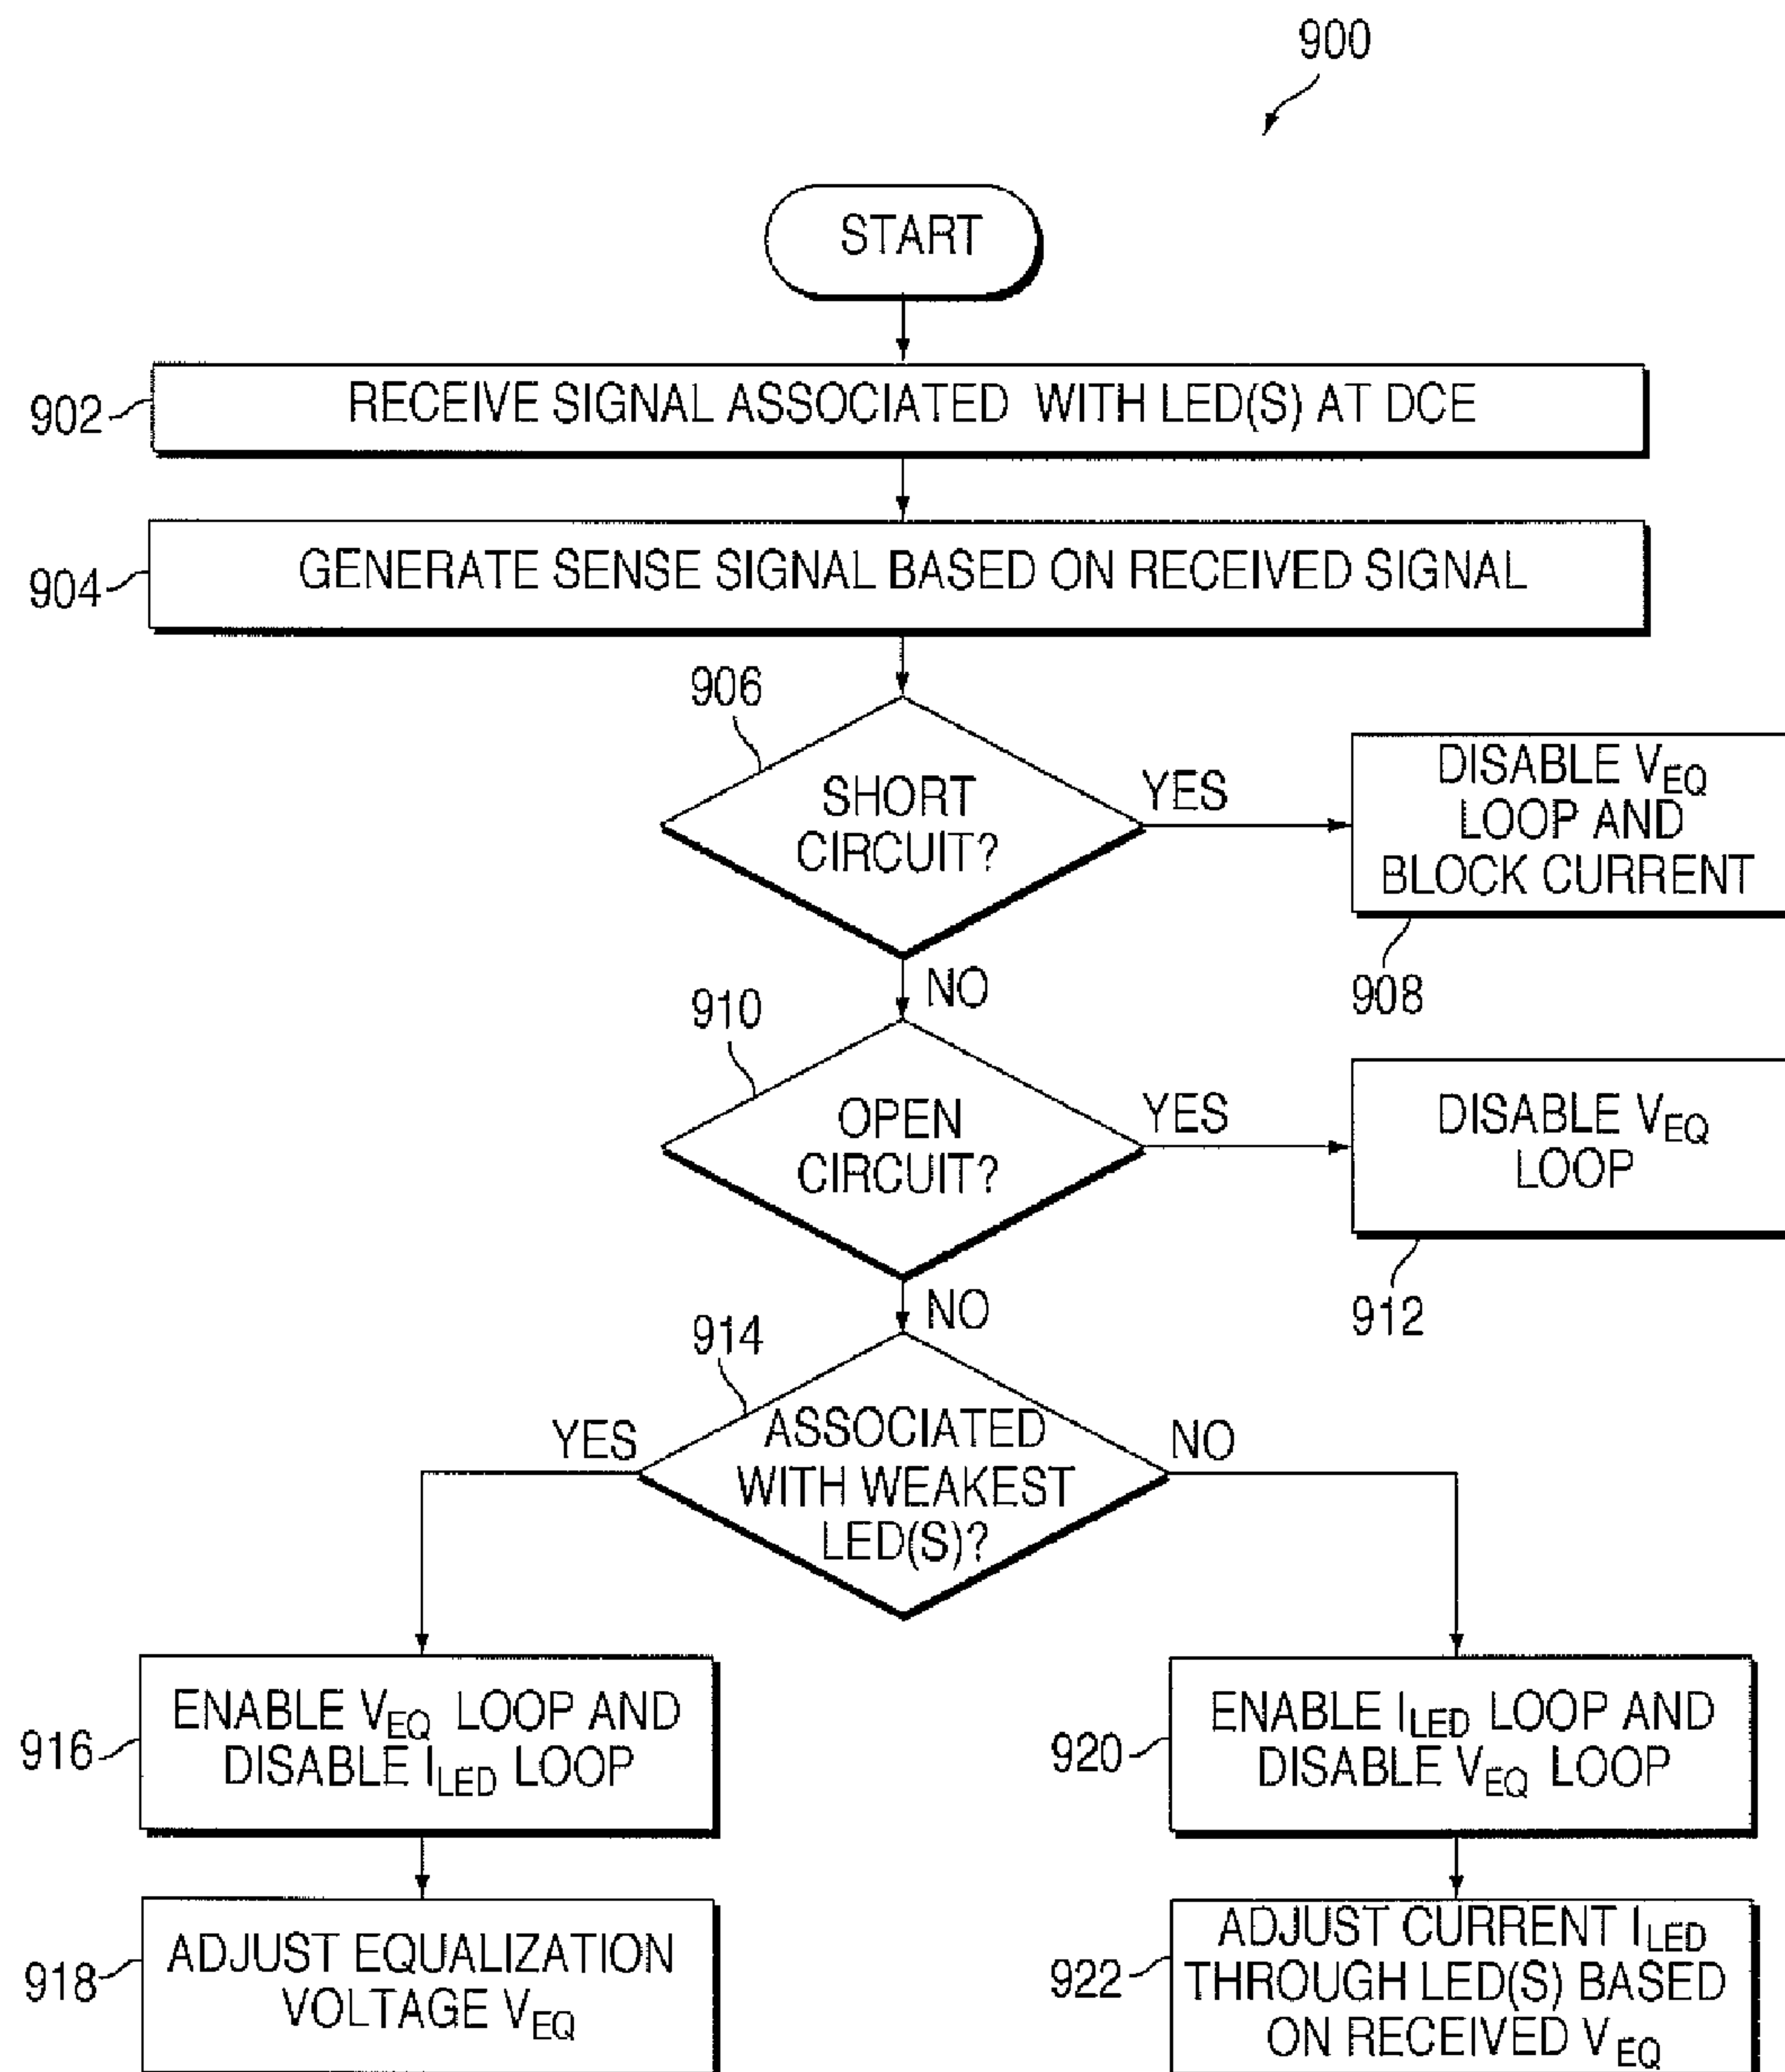 900
START
902
RECEIVE SIGNAL ASSOCIATED WITH LED(S) AT DCE
904
GENERATE SENSE SIGNAL BASED ON RECEIVED SIGNAL
906
SHORT
CIRCUIT?
YES
DISABLE VEQ
LOOP AND
BLOCK CURRENT
908
NO
910
OPEN
CIRCUIT?
YES
DISABLE VEQ
LOOP
912
NO
914
ASSOCIATED
WITH WEAKEST
LED(S)?
YES
NO
916
ENABLE VEQ LOOP AND
DISABLE ILED LOOP
920
ENABLE ILED LOOP AND
DISABLE VEQ LOOP
918
ADJUST EQUALIZATION
VOLTAGE VEQ
922
ADJUST CURRENT ILED
THROUGH LED(S) BASED
ON RECEIVED VEQ